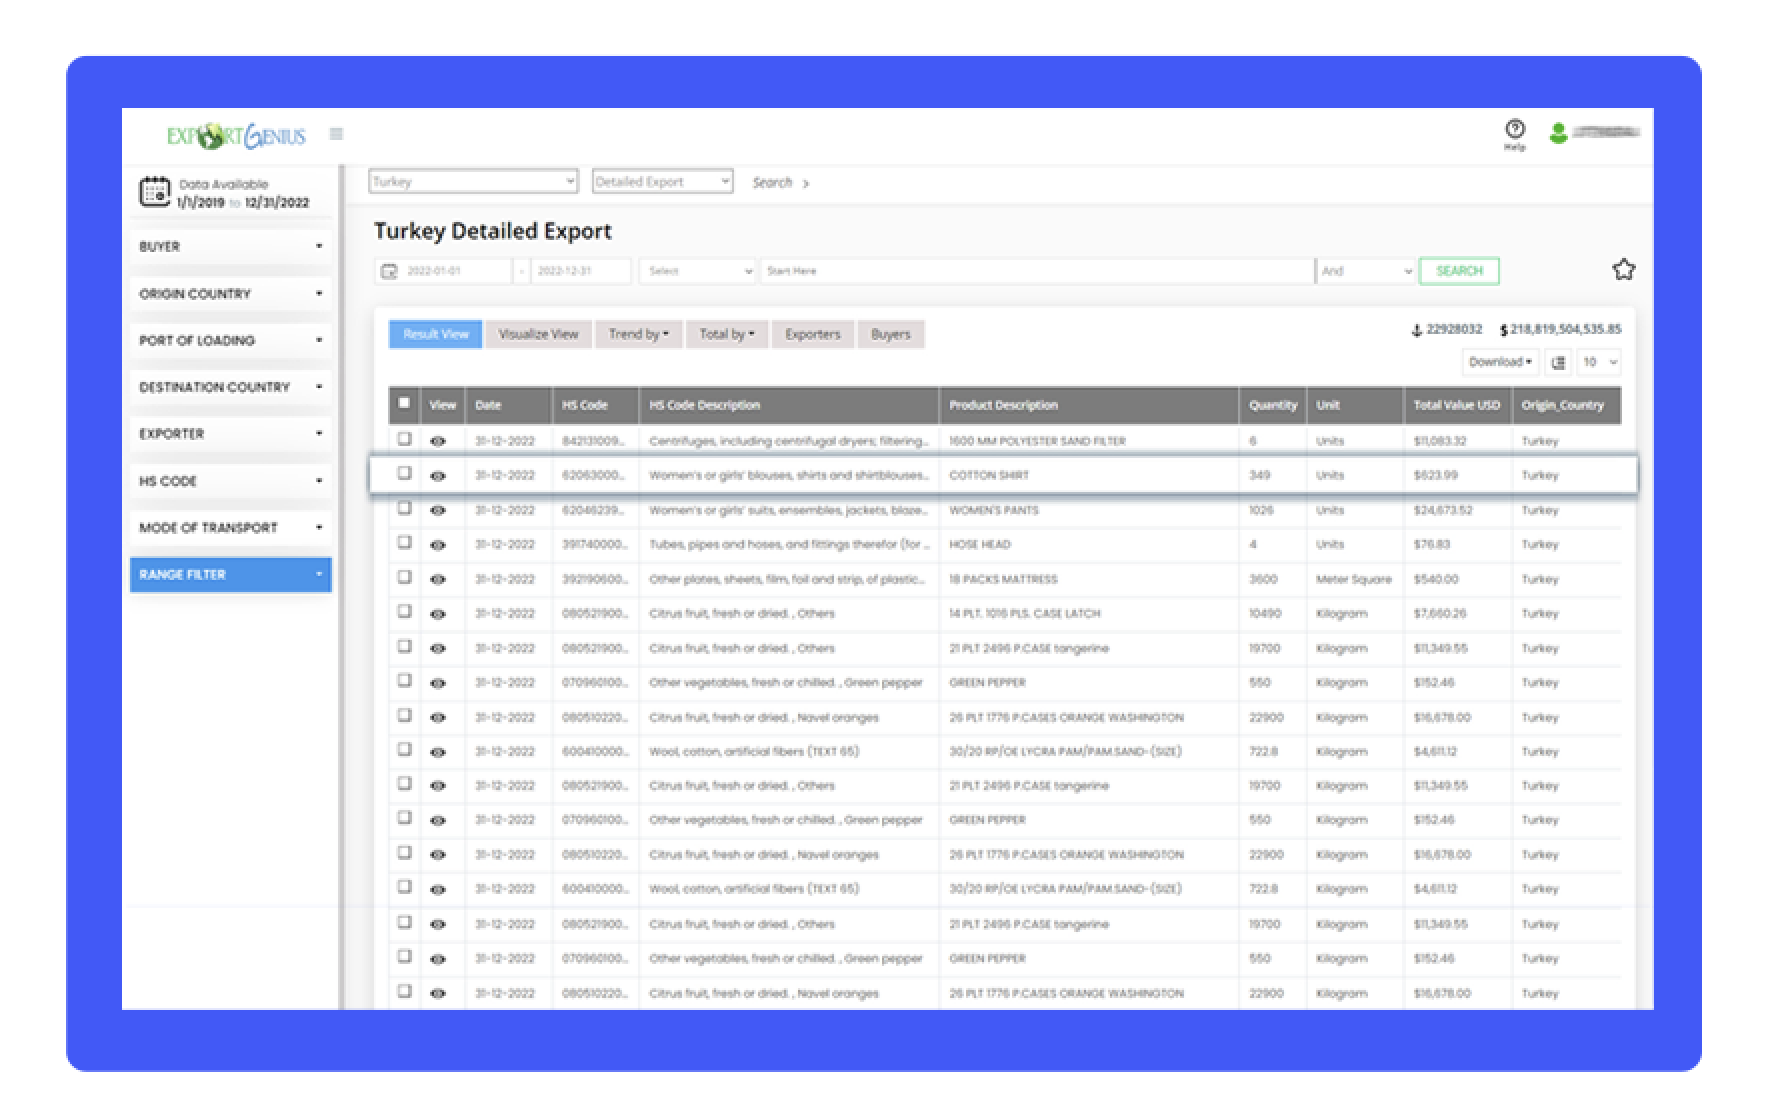 EXPORT GENIUS
Help
Data Available
1/1/2019 to 12/31/2022
Turkey
Detailed Export
Search >
BUYER
ORIGIN COUNTRY
PORT OF LOADING
DESTINATION COUNTRY
EXPORTER
HS CODE
MODE OF TRANSPORT
RANGE FILTER
Turkey Detailed Export
2022-01-01 - 2022-12-31 Select Start Here And SEARCH
Result View Visualize View Trend by Total by Exporters Buyers
22928032 $218,819,504,535.85
Download 10
View Date HS Code HS Code Description Product Description Quantity Unit Total Value USD Origin_Country
31-12-2022 842131009... Centrifuges, including centrifugal dryers; filtering... 1600 MM POLYESTER SAND FILTER 6 Units $11,083.32 Turkey
31-12-2022 62063000... Women's or girls' blouses, shirts and shirtblouses... COTTON SHIRT 349 Units $623.99 Turkey
31-12-2022 62046239... Women's or girls' suits, ensembles, jackets, blaze... WOMEN'S PANTS 1026 Units $24,673.52 Turkey
31-12-2022 391740000... Tubes, pipes and hoses, and fittings therefor (for ... HOSE HEAD 4 Units $76.83 Turkey
31-12-2022 392190600... Other plates, sheets, film, foil and strip, of plastic... 18 PACKS MATTRESS 3600 Meter Square $540.00 Turkey
31-12-2022 080521900... Citrus fruit, fresh or dried. , Others 14 PLT. 1016 PLS. CASE LATCH 10490 Kilogram $7,660.26 Turkey
31-12-2022 080521900... Citrus fruit, fresh or dried. , Others 21 PLT 2496 P.CASE tangerine 19700 Kilogram $11,349.55 Turkey
31-12-2022 070960100... Other vegetables, fresh or chilled. , Green pepper GREEN PEPPER 550 Kilogram $152.46 Turkey
31-12-2022 080510220... Citrus fruit, fresh or dried. , Navel oranges 26 PLT 1776 P.CASES ORANGE WASHINGTON 22900 Kilogram $16,678.00 Turkey
31-12-2022 600410000... Wool, cotton, artificial fibers (TEXT 65) 30/20 RP/OE LYCRA PAM/PAM.SAND-(SIZE) 722.8 Kilogram $4,611.12 Turkey
31-12-2022 080521900... Citrus fruit, fresh or dried. , Others 21 PLT 2496 P.CASE tangerine 19700 Kilogram $11,349.55 Turkey
31-12-2022 070960100... Other vegetables, fresh or chilled. , Green pepper GREEN PEPPER 550 Kilogram $152.46 Turkey
31-12-2022 080510220... Citrus fruit, fresh or dried. , Navel oranges 26 PLT 1776 P.CASES ORANGE WASHINGTON 22900 Kilogram $16,678.00 Turkey
31-12-2022 600410000... Wool, cotton, artificial fibers (TEXT 65) 30/20 RP/OE LYCRA PAM/PAM.SAND-(SIZE) 722.8 Kilogram $4,611.12 Turkey
31-12-2022 080521900... Citrus fruit, fresh or dried. , Others 21 PLT 2496 P.CASE tangerine 19700 Kilogram $11,349.55 Turkey
31-12-2022 070960100... Other vegetables, fresh or chilled. , Green pepper GREEN PEPPER 550 Kilogram $152.46 Turkey
31-12-2022 080510220... Citrus fruit, fresh or dried. , Navel oranges 26 PLT 1776 P.CASES ORANGE WASHINGTON 22900 Kilogram $16,678.00 Turkey